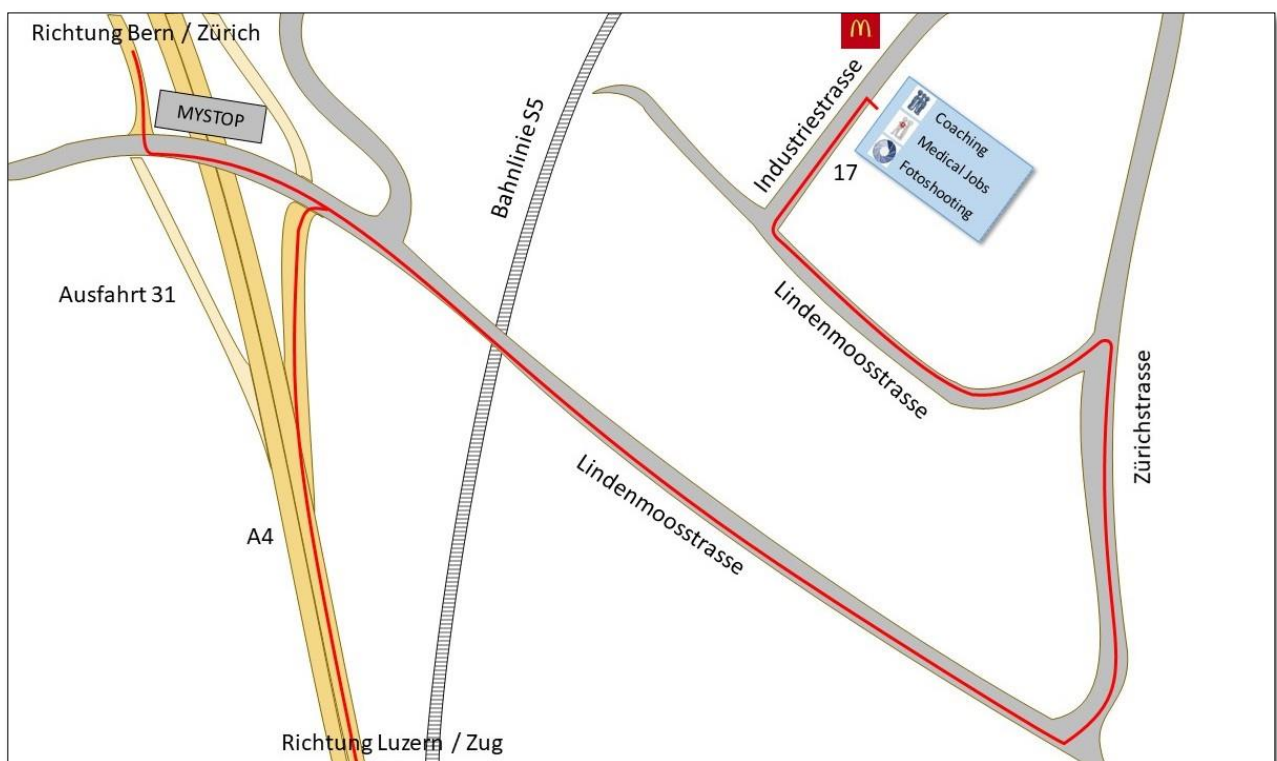 Richtung Bern / Zürich
MYSTOP
Bahnlinie S5
Industriestrasse
17
Coaching
Medical Jobs
Fotoshooting
Ausfahrt 31
Lindenmoosstrasse
Zürichstrasse
Lindenmoosstrasse
A4
Richtung Luzern / Zug